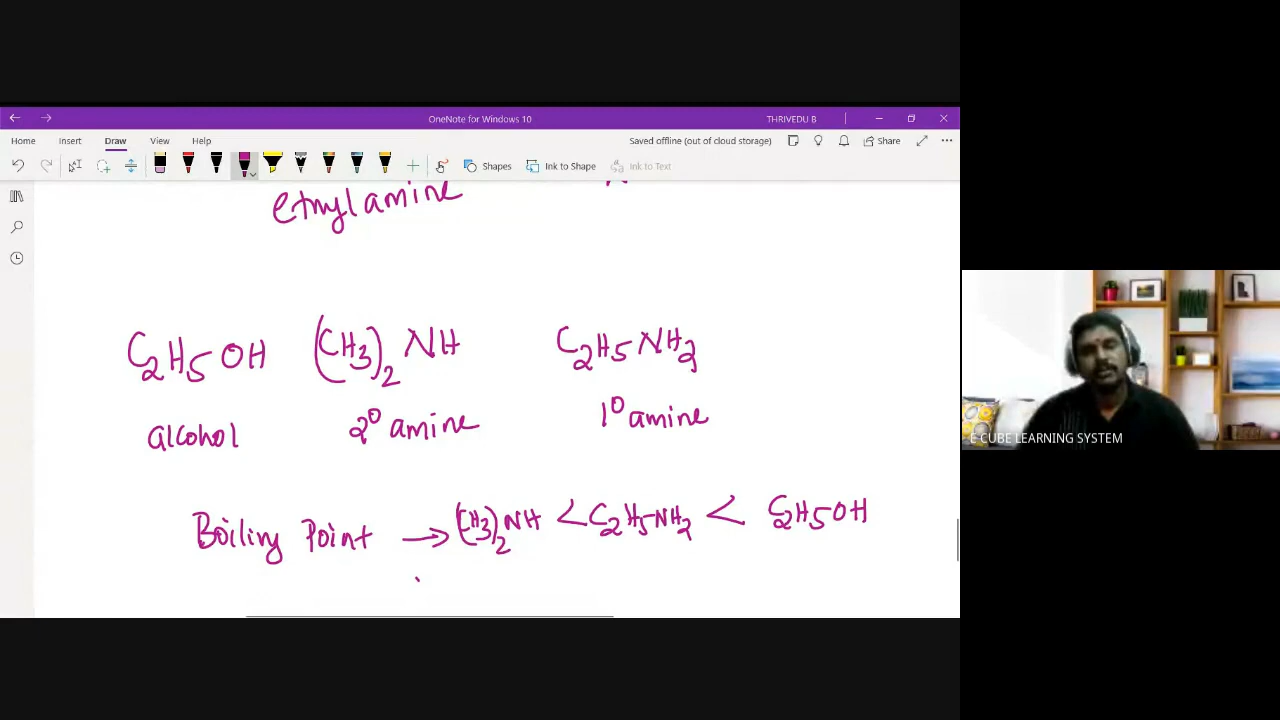 OneNote for Windows 10
THRIVEDU B
Home Insert Draw View Help
Saved offline (out of cloud storage)
Share
Shapes
Ink to Shape
Ink to Text
ethylamine
C2H5OH (CH3)2NH C2H5NH2
alcohol 2° amine 1° amine
Boiling Point → (CH3)2NH < C2H5NH2 < C2H5OH
E CUBE LEARNING SYSTEM